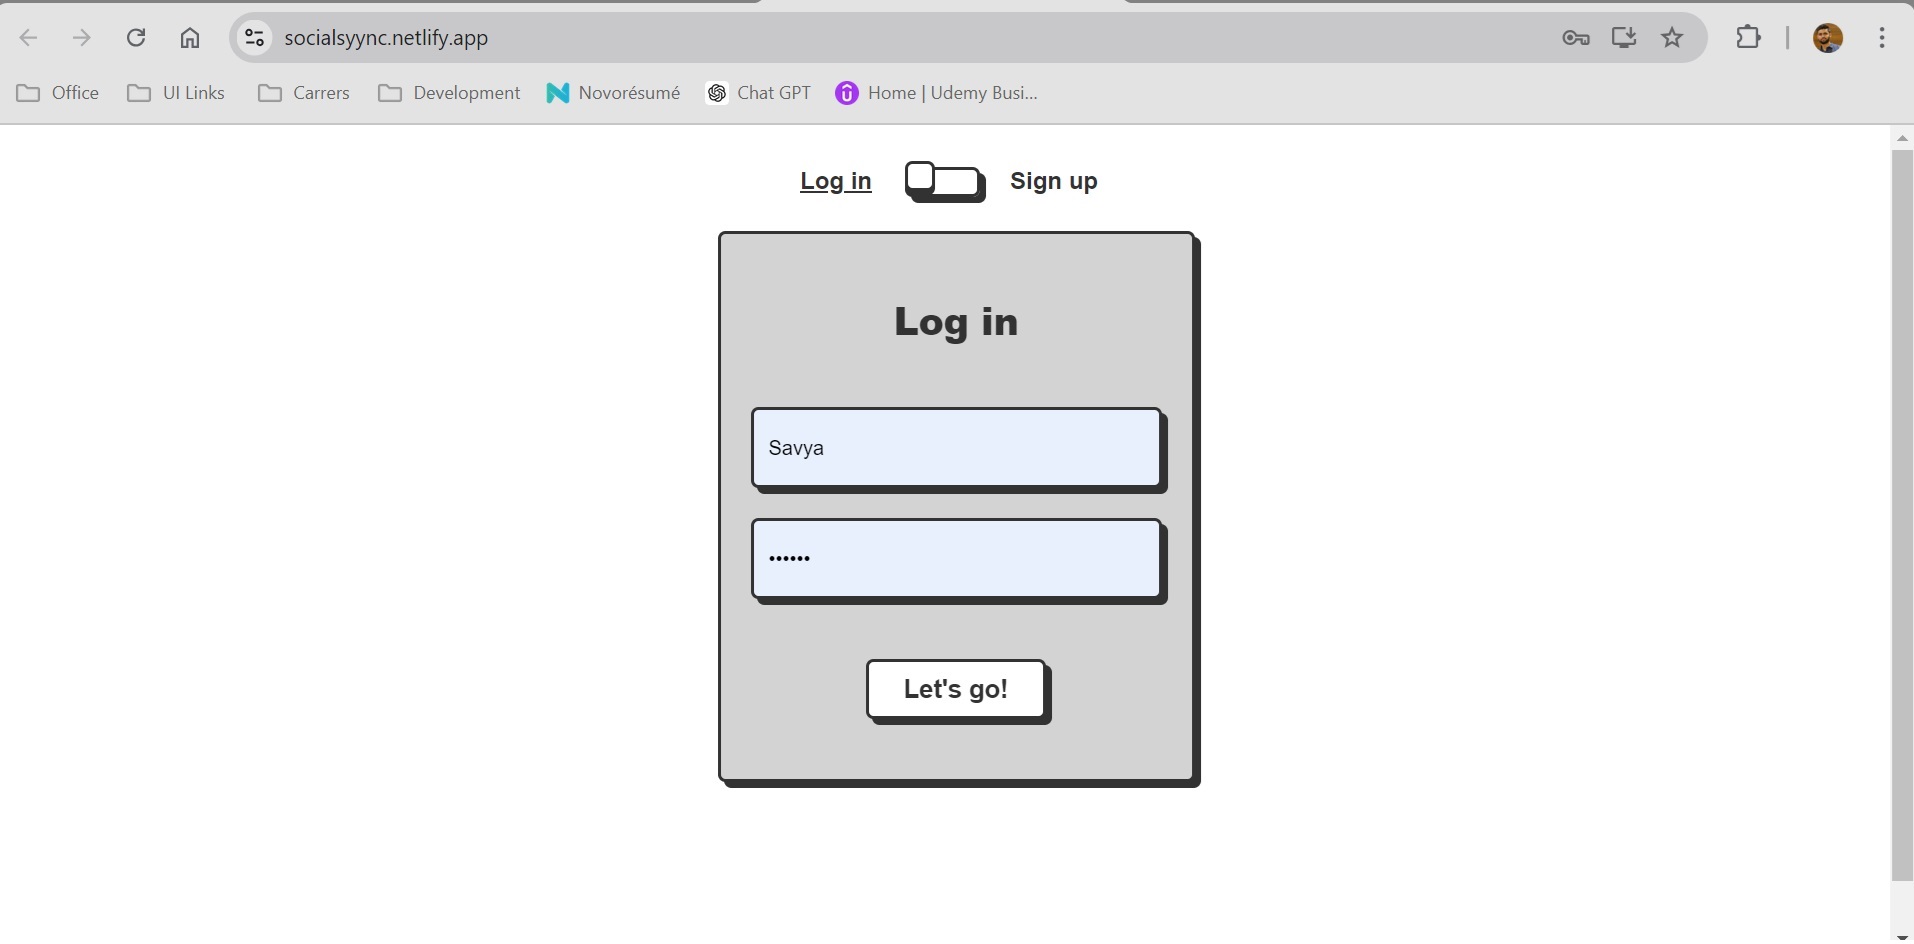 socialsyync.netlify.app
Office UI Links Carrers Development Novorésumé Chat GPT Home | Udemy Busi...
Log in Sign up
Log in
Savya
••••••
Let's go!